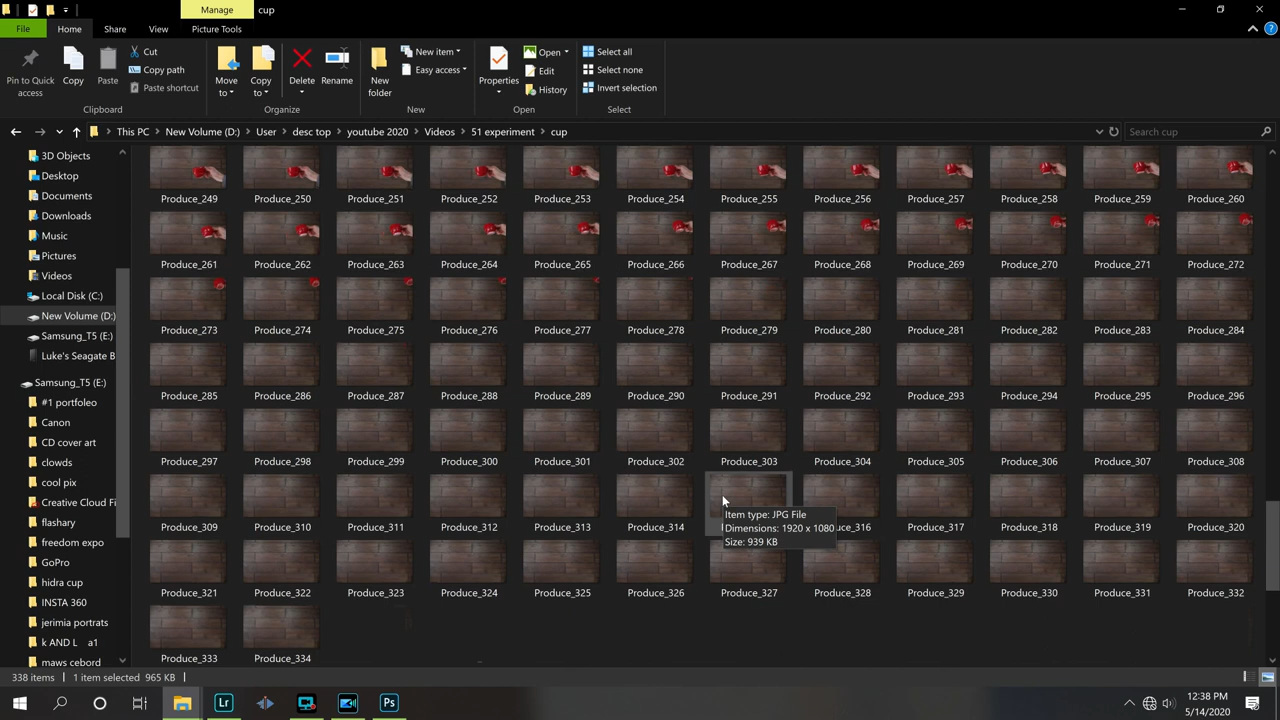 Manage cup
File Home Share View Picture Tools
Pin to Quick access
Copy
Paste
Cut
Copy path
Paste shortcut
Clipboard
Move to
Copy to
Delete
Rename
Organize
New folder
New item
Easy access
New
Properties
Open
Edit
History
Open
Select all
Select none
Invert selection
Select
This PC > New Volume (D:) > User > desc top > youtube 2020 > Videos > 51 experiment > cup
Search cup
3D Objects
Desktop
Documents
Downloads
Music
Pictures
Videos
Local Disk (C:)
New Volume (D:)
Samsung_T5 (E:)
Luke's Seagate B
Samsung_T5 (E:)
#1 portfoleo
Canon
CD cover art
clowds
cool pix
Creative Cloud Fi
flashary
freedom expo
GoPro
hidra cup
INSTA 360
jerimia portrats
k AND L a1
maws cebord
Produce_249 Produce_250 Produce_251 Produce_252 Produce_253 Produce_254 Produce_255 Produce_256 Produce_257 Produce_258 Produce_259 Produce_260
Produce_261 Produce_262 Produce_263 Produce_264 Produce_265 Produce_266 Produce_267 Produce_268 Produce_269 Produce_270 Produce_271 Produce_272
Produce_273 Produce_274 Produce_275 Produce_276 Produce_277 Produce_278 Produce_279 Produce_280 Produce_281 Produce_282 Produce_283 Produce_284
Produce_285 Produce_286 Produce_287 Produce_288 Produce_289 Produce_290 Produce_291 Produce_292 Produce_293 Produce_294 Produce_295 Produce_296
Produce_297 Produce_298 Produce_299 Produce_300 Produce_301 Produce_302 Produce_303 Produce_304 Produce_305 Produce_306 Produce_307 Produce_308
Produce_309 Produce_310 Produce_311 Produce_312 Produce_313 Produce_314 uce_316 Produce_317 Produce_318 Produce_319 Produce_320
Item type: JPG File
Dimensions: 1920 x 1080
Size: 939 KB
Produce_321 Produce_322 Produce_323 Produce_324 Produce_325 Produce_326 Produce_327 Produce_328 Produce_329 Produce_330 Produce_331 Produce_332
Produce_333 Produce_334
338 items 1 item selected 965 KB
Lr
Ps
12:38 PM
5/14/2020